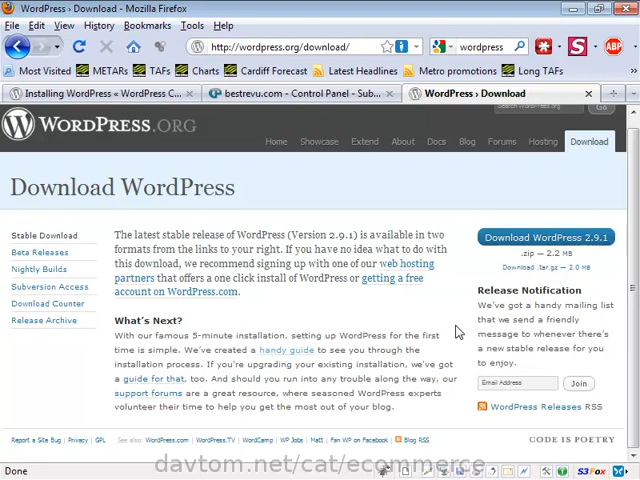 WordPress › Download - Mozilla Firefox
File Edit View History Bookmarks Tools Help
http://wordpress.org/download/
wordpress
Most Visited METARs TAFs Charts Cardiff Forecast Latest Headlines Metro promotions Long TAFs
Installing WordPress « WordPress C... bestrevu.com - Control Panel - Sub... WordPress › Download
WORDPRESS.ORG
Search WordPress.org Go
Home Showcase Extend About Docs Blog Forums Hosting Download
Download WordPress
Stable Download
Beta Releases
Nightly Builds
Subversion Access
Download Counter
Release Archive
The latest stable release of WordPress (Version 2.9.1) is available in two
formats from the links to your right. If you have no idea what to do with
this download, we recommend signing up with one of our web hosting
partners that offers a one click install of WordPress or getting a free
account on WordPress.com.
What's Next?
With our famous 5-minute installation, setting up WordPress for the first
time is simple. We've created a handy guide to see you through the
installation process. If you're upgrading your existing installation, we've got
a guide for that, too. And should you run into any trouble along the way, our
support forums are a great resource, where seasoned WordPress experts
volunteer their time to help you get the most out of your blog.
Download WordPress 2.9.1
.zip — 2.2 MB
Download .tar.gz — 2.0 MB
Release Notification
We've got a handy mailing list
that we send a friendly
message to whenever there's
a new stable release for you
to enjoy.
Email Address Join
WordPress Releases RSS
Report a Site Bug | Privacy | GPL See also: WordPress.com | WordPress.TV | WordCamp | WP Jobs | Matt | Fan WP on Facebook | Blog RSS
CODE IS POETRY
Done
S3Fox
davtom.net/cat/ecommerce